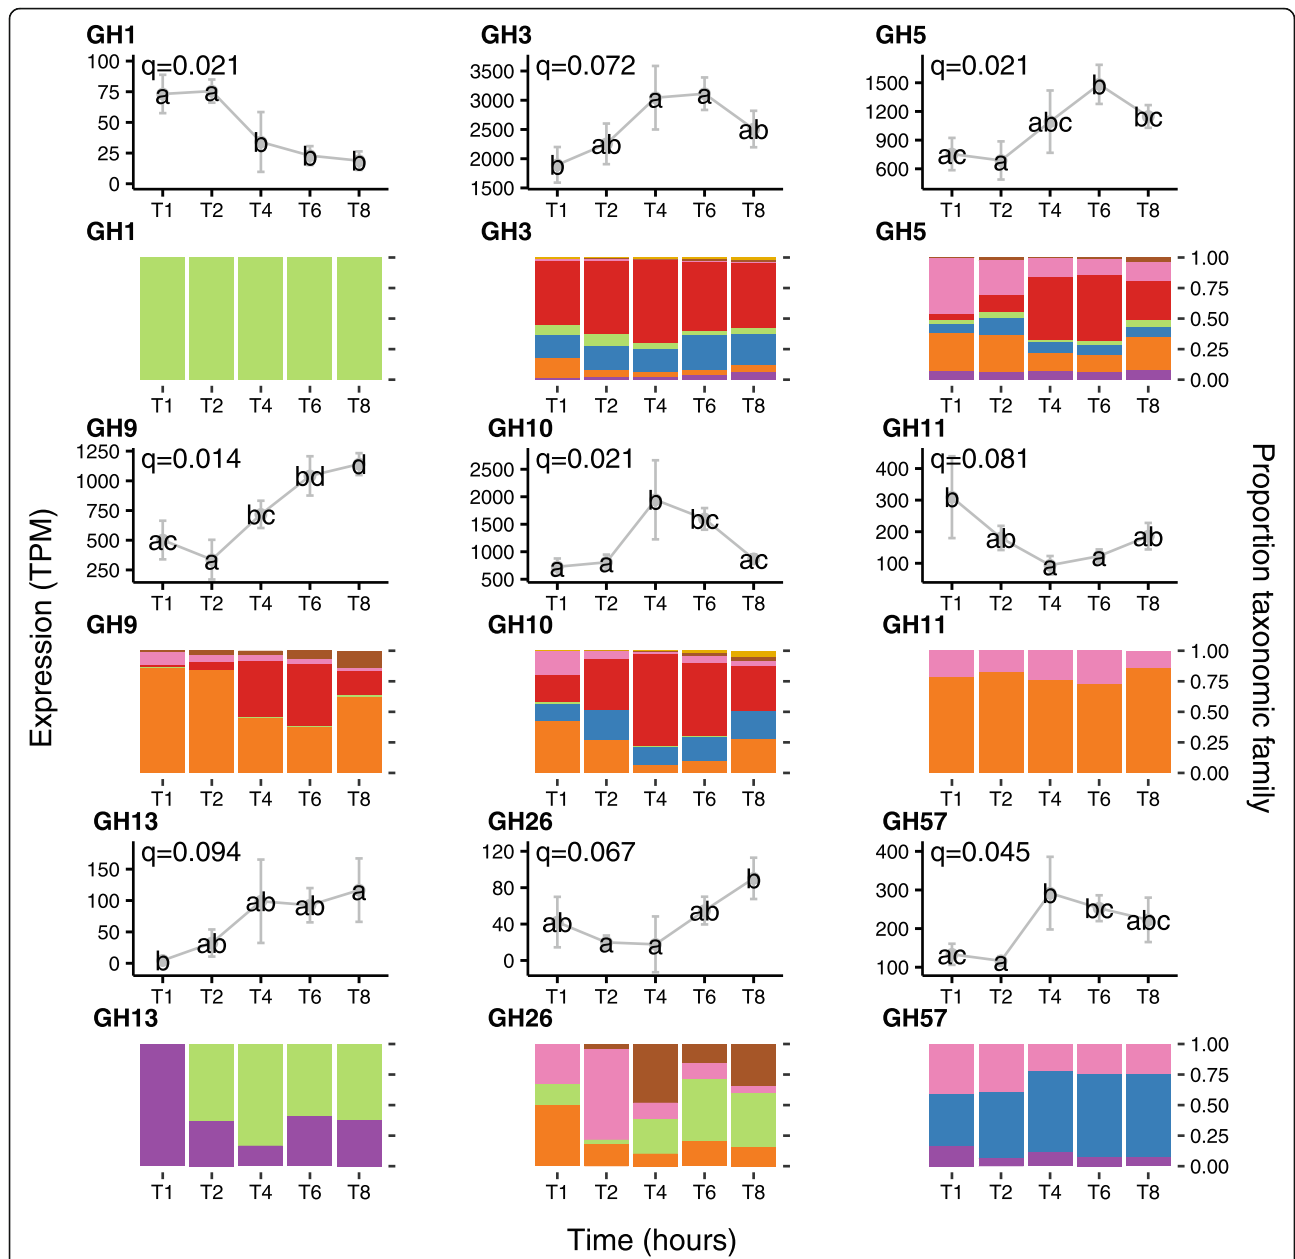 GH1 GH3 GH5
100 75 50 25 0
q=0.021
a a b b b
T1 T2 T4 T6 T8
3500 3000 2500 2000 1500
q=0.072
b ab a a ab
T1 T2 T4 T6 T8
1500 1200 900 600
q=0.021
ac a abc b bc
T1 T2 T4 T6 T8
GH1 GH3 GH5
1.00 0.75 0.50 0.25 0.00
T1 T2 T4 T6 T8 T1 T2 T4 T6 T8 T1 T2 T4 T6 T8
GH9 GH10 GH11
1250 1000 750 500 250
q=0.014
ac a bc bd d
T1 T2 T4 T6 T8
2500 2000 1500 1000 500
q=0.021
a a b bc ac
T1 T2 T4 T6 T8
400 300 200 100
q=0.081
b ab a a ab
T1 T2 T4 T6 T8
GH9 GH10 GH11
1.00 0.75 0.50 0.25 0.00
T1 T2 T4 T6 T8 T1 T2 T4 T6 T8 T1 T2 T4 T6 T8
GH13 GH26 GH57
150 100 50 0
q=0.094
b ab ab ab a
T1 T2 T4 T6 T8
120 80 40 0
q=0.067
ab a a ab b
T1 T2 T4 T6 T8
400 300 200 100
q=0.045
ac a b bc abc
T1 T2 T4 T6 T8
GH13 GH26 GH57
1.00 0.75 0.50 0.25 0.00
T1 T2 T4 T6 T8 T1 T2 T4 T6 T8 T1 T2 T4 T6 T8
Expression (TPM)
Proportion taxonomic family
Time (hours)